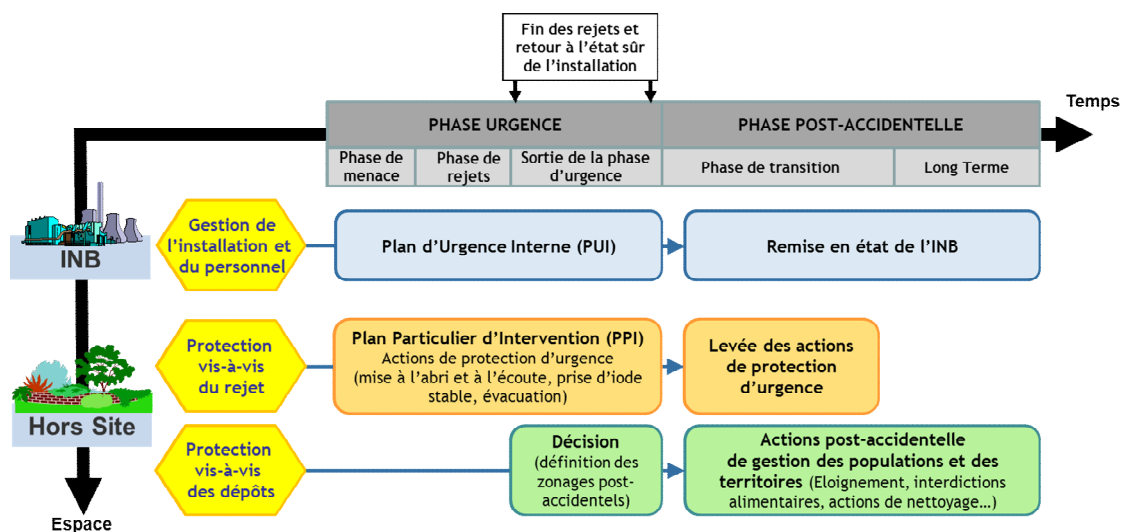 Fin des rejets et
retour à l'état sûr
de l'installation
Temps
PHASE URGENCE
PHASE POST-ACCIDENTELLE
Phase de
menace
Phase de
rejets
Sortie de la phase
d'urgence
Phase de transition
Long Terme
INB
Gestion de
l'installation et
du personnel
Plan d'Urgence Interne (PUI)
Remise en état de l'INB
Hors Site
Protection
vis-à-vis
du rejet
Plan Particulier d'Intervention (PPI)
Actions de protection d'urgence
(mise à l'abri et à l'écoute, prise d'iode
stable, évacuation)
Levée des actions
de protection
d'urgence
Protection
vis-à-vis
des dépôts
Décision
(définition des
zonages post-
accidentels)
Actions post-accidentelle
de gestion des populations et des
territoires (Eloignement, interdictions
alimentaires, actions de nettoyage…)
Espace